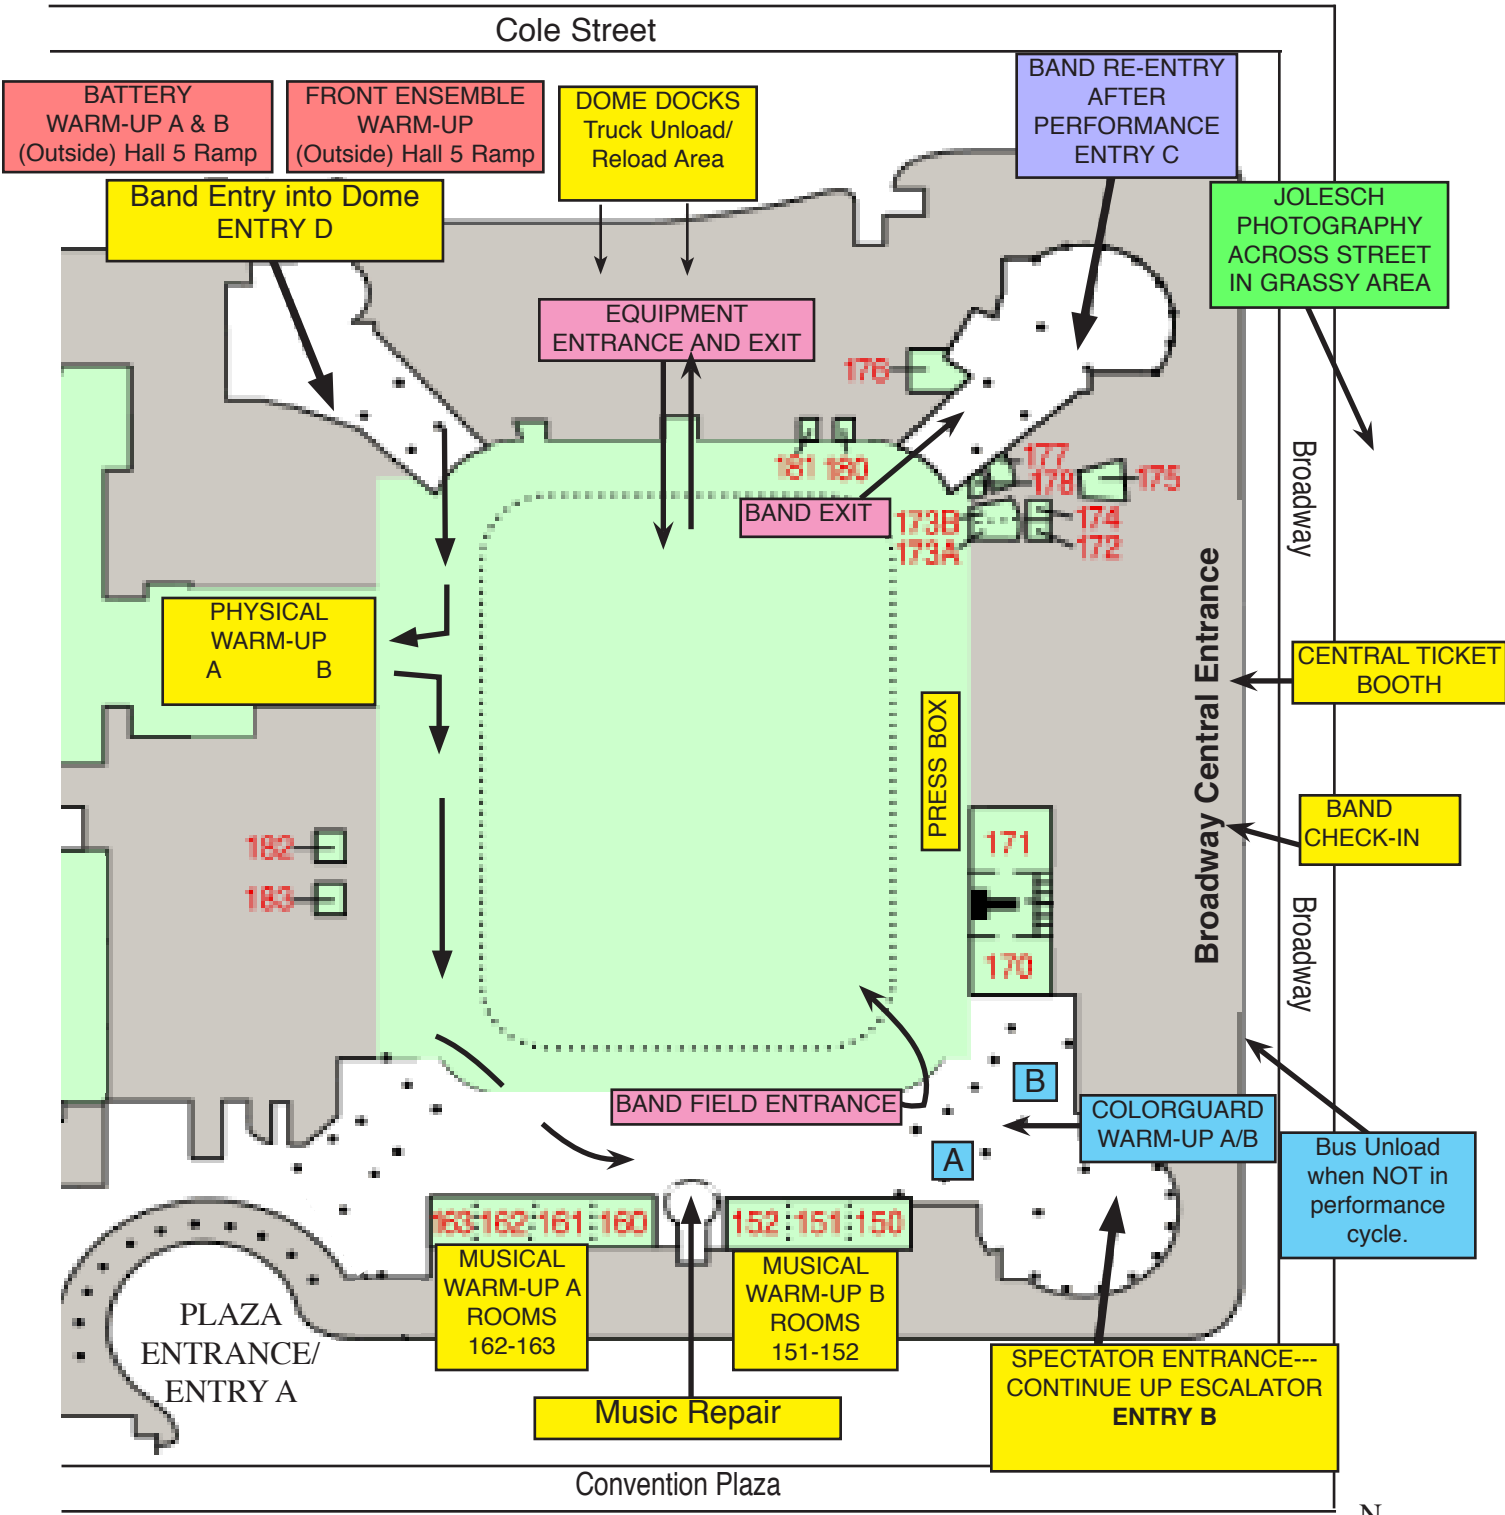 Cole Street
BATTERY
WARM-UP A & B
(Outside) Hall 5 Ramp
FRONT ENSEMBLE
WARM-UP
(Outside) Hall 5 Ramp
DOME DOCKS
Truck Unload/
Reload Area
BAND RE-ENTRY
AFTER
PERFORMANCE
ENTRY C
Band Entry into Dome
ENTRY D
JOLESCH
PHOTOGRAPHY
ACROSS STREET
IN GRASSY AREA
EQUIPMENT
ENTRANCE AND EXIT
176
181 180
177
178
175
BAND EXIT
173B
173A
174
172
Broadway
PHYSICAL
WARM-UP
A B
Broadway Central Entrance
CENTRAL TICKET
BOOTH
PRESS BOX
BAND
CHECK-IN
182
183
171
170
Broadway
B
A
BAND FIELD ENTRANCE
COLORGUARD
WARM-UP A/B
Bus Unload
when NOT in
performance
cycle.
163 162 161 160
152 151 150
MUSICAL
WARM-UP A
ROOMS
162-163
MUSICAL
WARM-UP B
ROOMS
151-152
PLAZA
ENTRANCE/
ENTRY A
SPECTATOR ENTRANCE---
CONTINUE UP ESCALATOR
ENTRY B
Music Repair
Convention Plaza
N